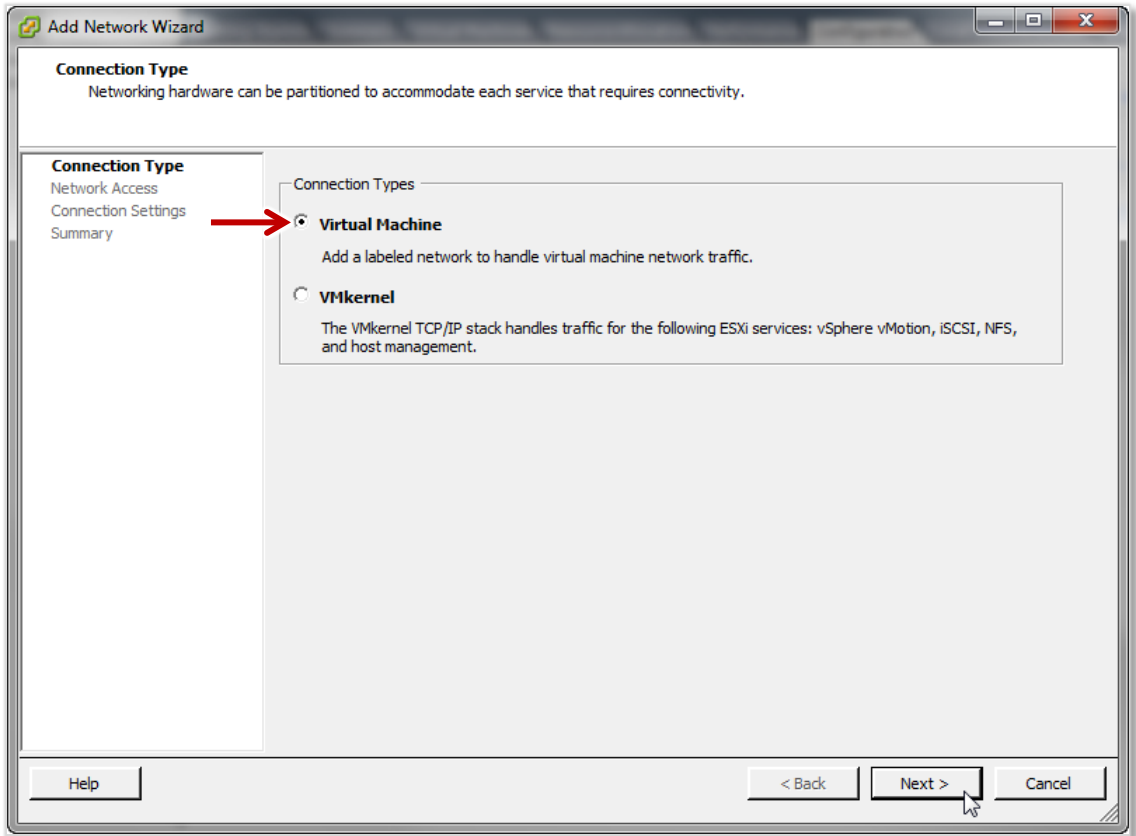 Add Network Wizard
Connection Type
Networking hardware can be partitioned to accommodate each service that requires connectivity.
Connection Type
Network Access
Connection Settings
Summary
Connection Types
Virtual Machine
Add a labeled network to handle virtual machine network traffic.
VMkernel
The VMkernel TCP/IP stack handles traffic for the following ESXi services: vSphere vMotion, iSCSI, NFS,
and host management.
Help
< Back
Next >
Cancel